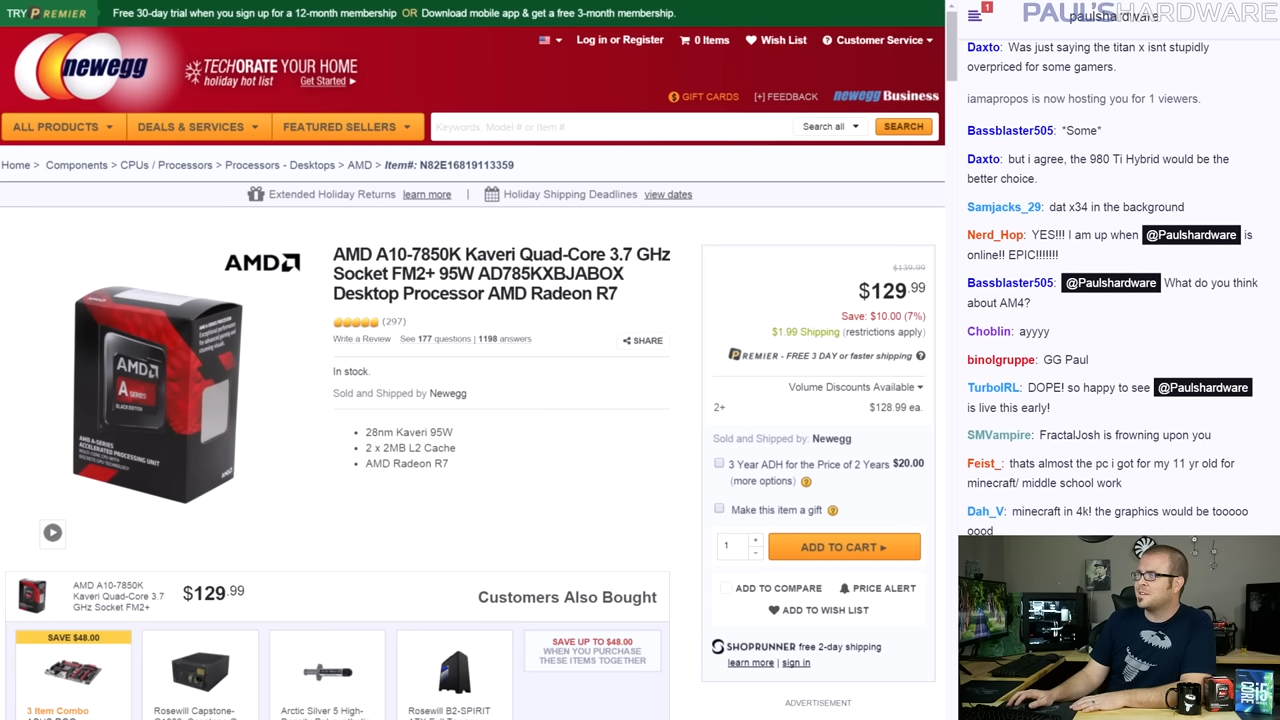 TRY PREMIER Free 30-day trial when you sign up for a 12-month membership OR Download mobile app & get a free 3-month membership.
newegg
TECHORATE YOUR HOME
holiday hot list Get Started
Log in or Register 0 Items Wish List Customer Service
GIFT CARDS [+] FEEDBACK newegg Business
ALL PRODUCTS DEALS & SERVICES FEATURED SELLERS Keywords, Model # or Item # Search all SEARCH
Home > Components > CPUs / Processors > Processors - Desktops > AMD > Item#: N82E16819113359
Extended Holiday Returns learn more | Holiday Shipping Deadlines view dates
AMD
AMD
A SERIES
BLACK EDITION
AMD A-SERIES
AMD
AMD A10-7850K Kaveri Quad-Core 3.7 GHz
Socket FM2+ 95W AD785KXBJABOX
Desktop Processor AMD Radeon R7
(297)
Write a Review See 177 questions | 1198 answers
SHARE
In stock.
Sold and Shipped by Newegg
28nm Kaveri 95W
2 x 2MB L2 Cache
AMD Radeon R7
$139.99
$129.99
Save: $10.00 (7%)
$1.99 Shipping (restrictions apply)
PREMIER - FREE 3 DAY or faster shipping
Volume Discounts Available
2+ $128.99 ea.
Sold and Shipped by: Newegg
3 Year ADH for the Price of 2 Years $20.00
(more options)
Make this item a gift
1 + - ADD TO CART
ADD TO COMPARE PRICE ALERT
ADD TO WISH LIST
SHOPRUNNER free 2-day shipping
learn more | sign in
ADVERTISEMENT
AMD A10-7850K
Kaveri Quad-Core 3.7
GHz Socket FM2+
$129.99
Customers Also Bought
SAVE $48.00
3 Item Combo
Rosewill Capstone-
Arctic Silver 5 High-
Rosewill B2-SPIRIT
SAVE UP TO $48.00
WHEN YOU PURCHASE
THESE ITEMS TOGETHER
1
PAUL'S HARDWARE
paulshardware
Daxto: Was just saying the titan x isnt stupidly
overpriced for some gamers.
iamapropos is now hosting you for 1 viewers.
Bassblaster505: *Some*
Daxto: but i agree, the 980 Ti Hybrid would be the
better choice.
Samjacks_29: dat x34 in the background
Nerd_Hop: YES!!! I am up when @Paulshardware is
online!! EPIC!!!!!!!
Bassblaster505: @Paulshardware What do you think
about AM4?
Choblin: ayyyy
binolgruppe: GG Paul
TurboIRL: DOPE! so happy to see @Paulshardware
is live this early!
SMVampire: FractalJosh is frowning upon you
Feist_: thats almost the pc i got for my 11 yr old for
minecraft/ middle school work
Dah_V: minecraft in 4k! the graphics would be tooooo
oood